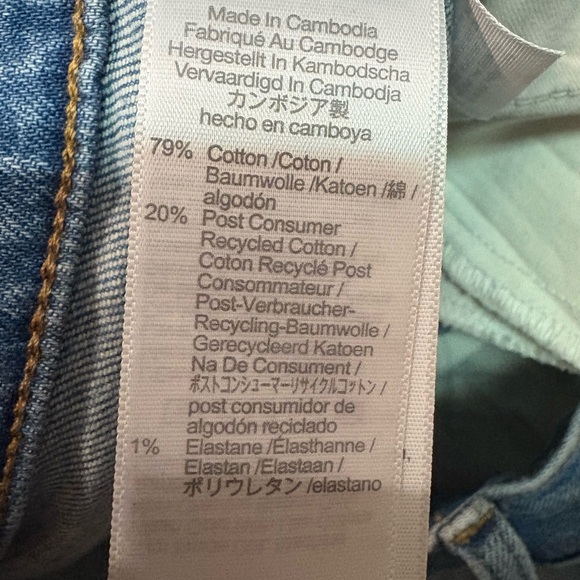 Made In Cambodia
Fabriqué Au Cambodge
Hergestellt In Kambodscha
Vervaardigd In Cambodja
カンボジア製
hecho en camboya
79% Cotton /Coton /
Baumwolle /Katoen /綿 /
algodón
20% Post Consumer
Recycled Cotton /
Coton Recyclé Post
Consommateur /
Post-Verbraucher-
Recycling-Baumwolle /
Gerecycleerd Katoen
Na De Consument /
ポストコンシューマーリサイクルコットン /
post consumidor de
algodón reciclado
1% Elastane /Élasthanne /
Elastan /Elastaan /
ポリウレタン /elastano